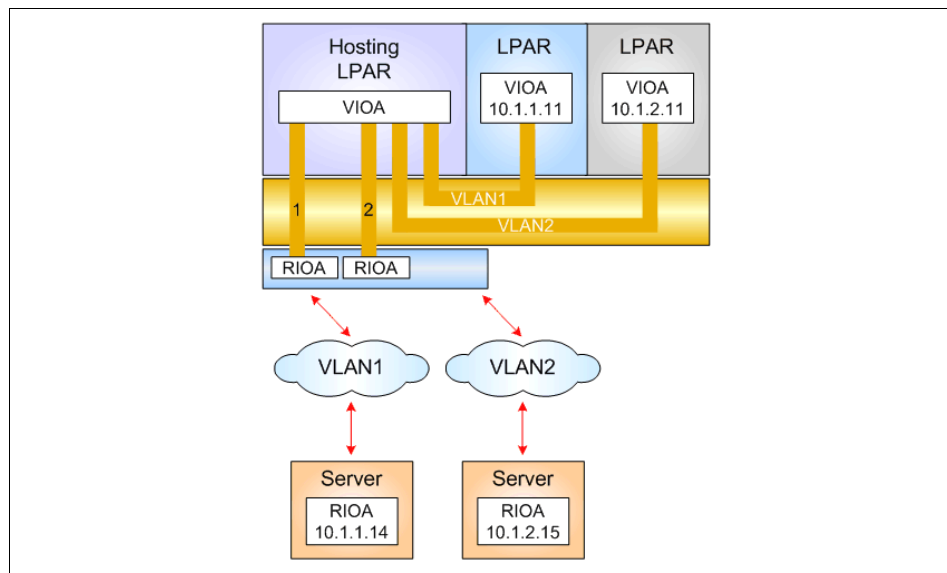 Hosting
LPAR
VIOA
LPAR
VIOA
10.1.1.11
LPAR
VIOA
10.1.2.11
VLAN1
1
2
VLAN2
RIOA
RIOA
VLAN1
VLAN2
Server
RIOA
10.1.1.14
Server
RIOA
10.1.2.15